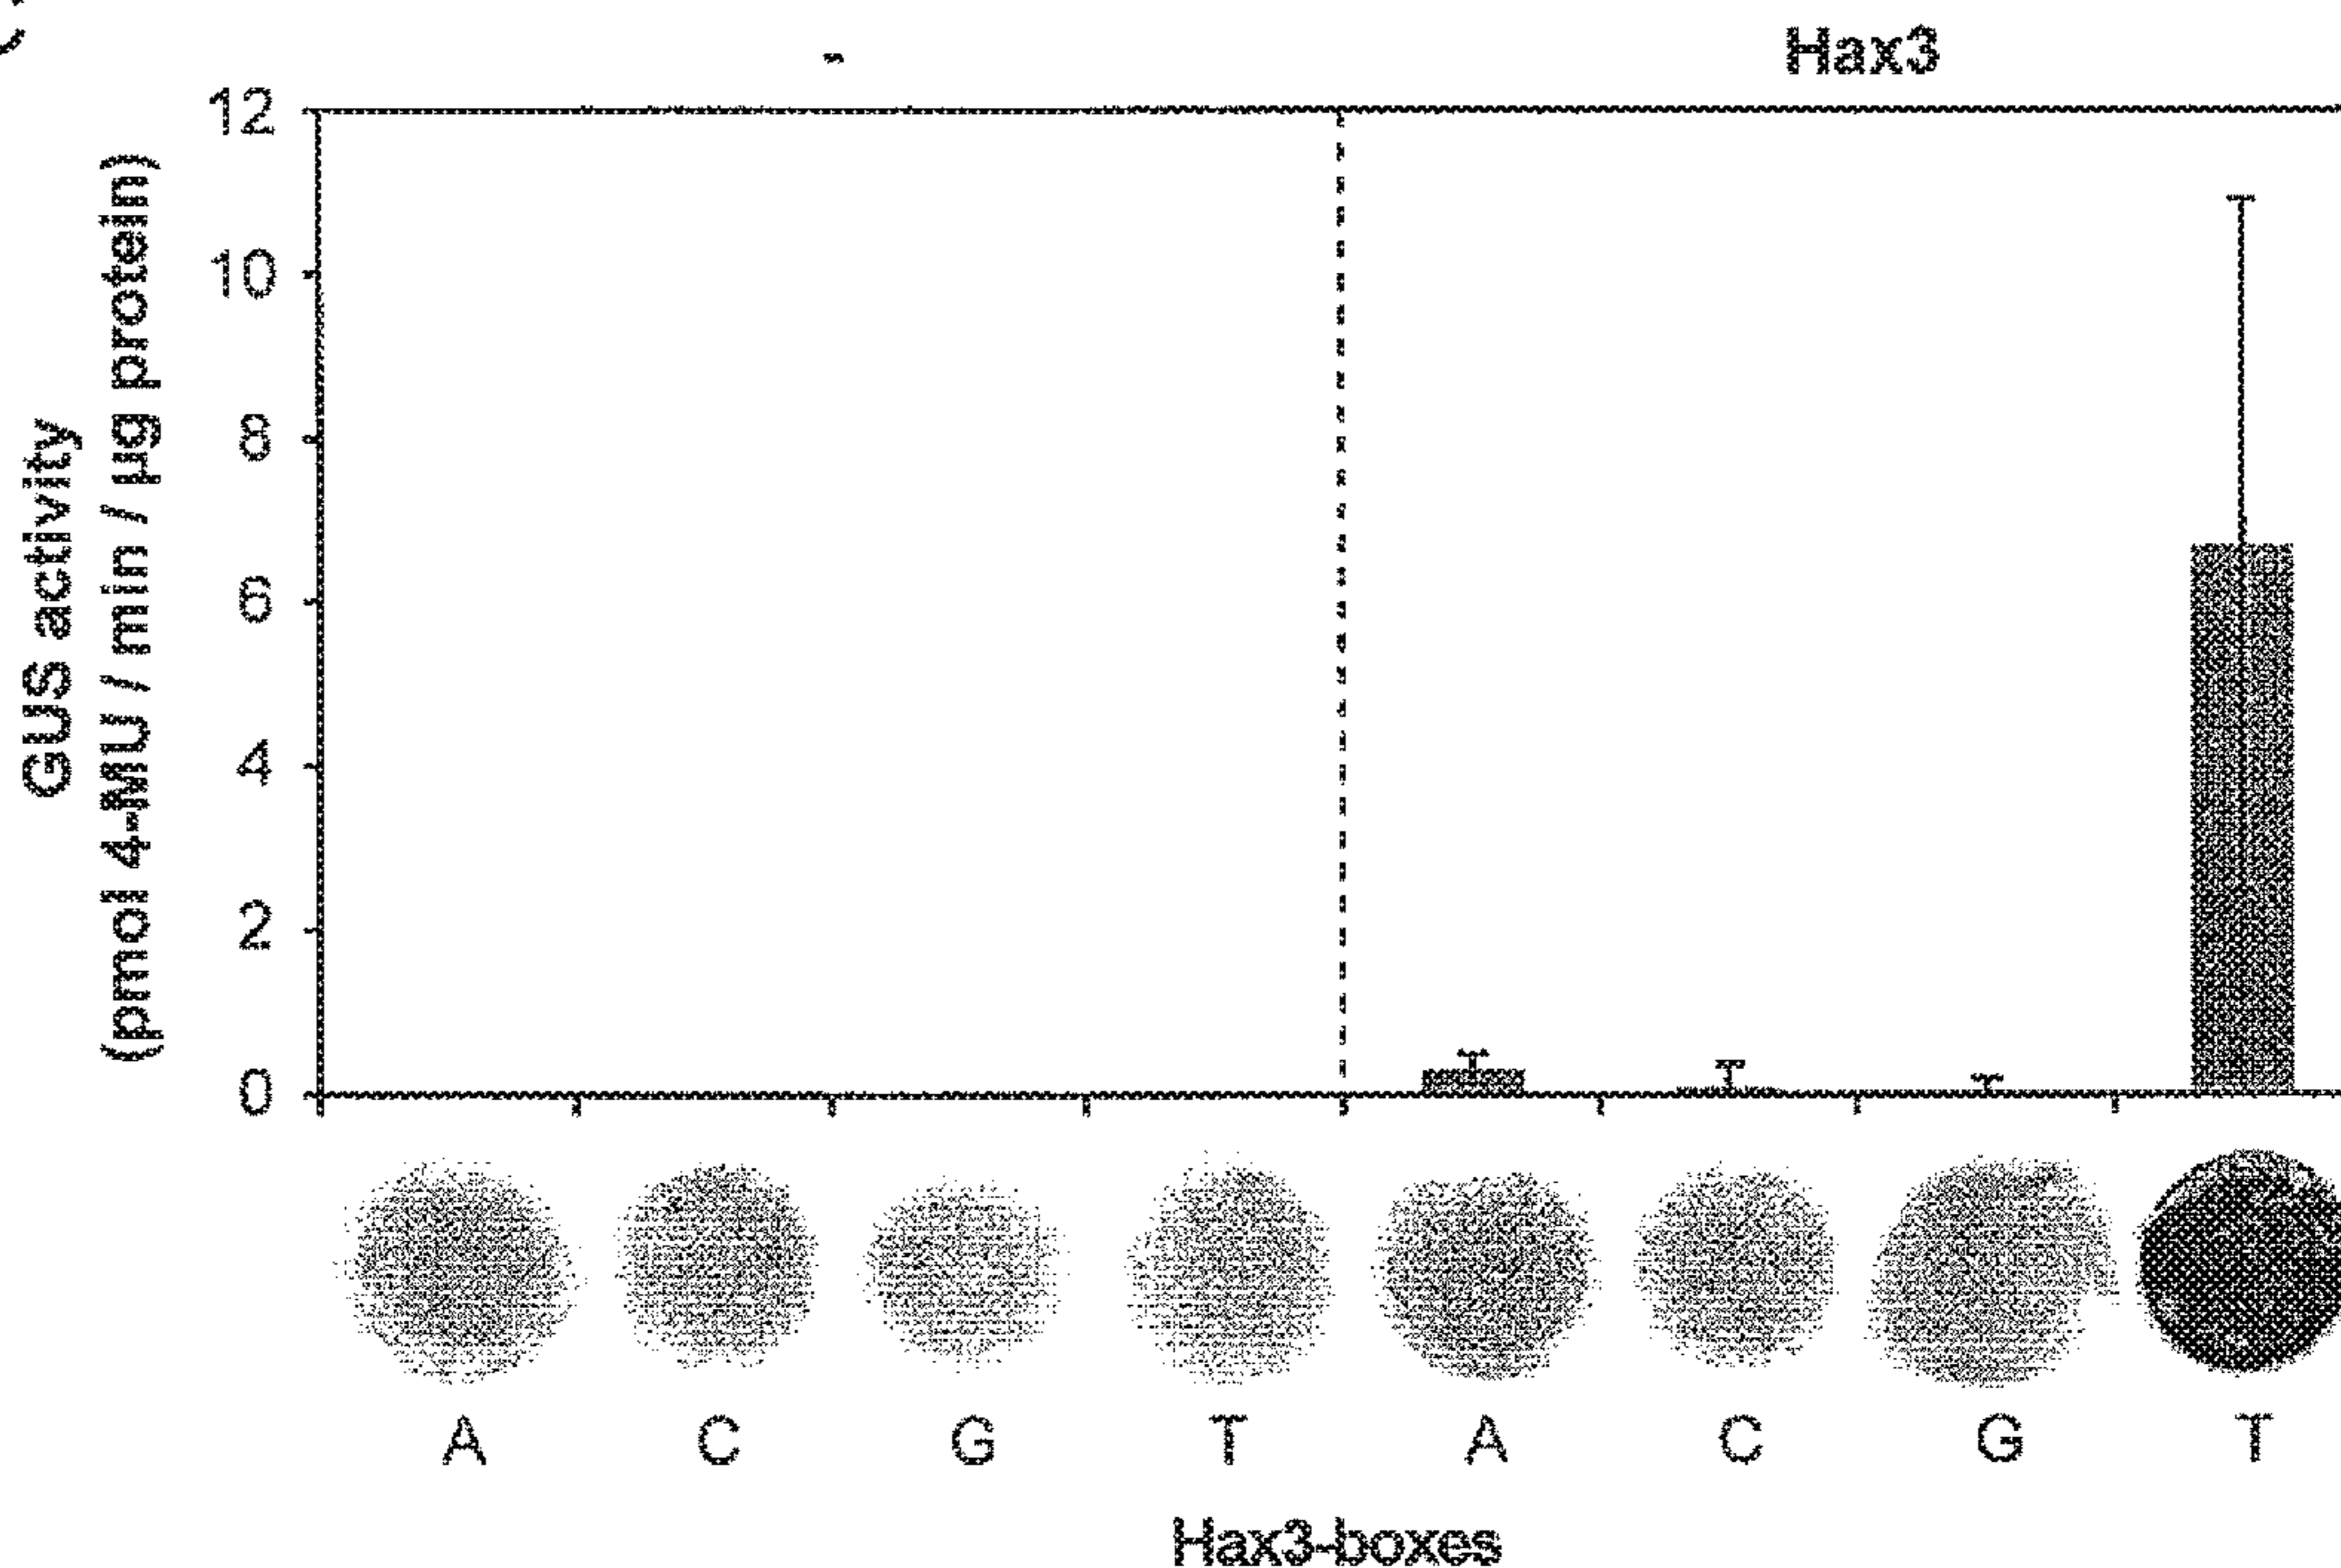 - Hax3
GUS activity
(pmol 4-MU / min / µg protein)
12
10
8
6
4
2
0
A C G T A C G T
Hax3-boxes